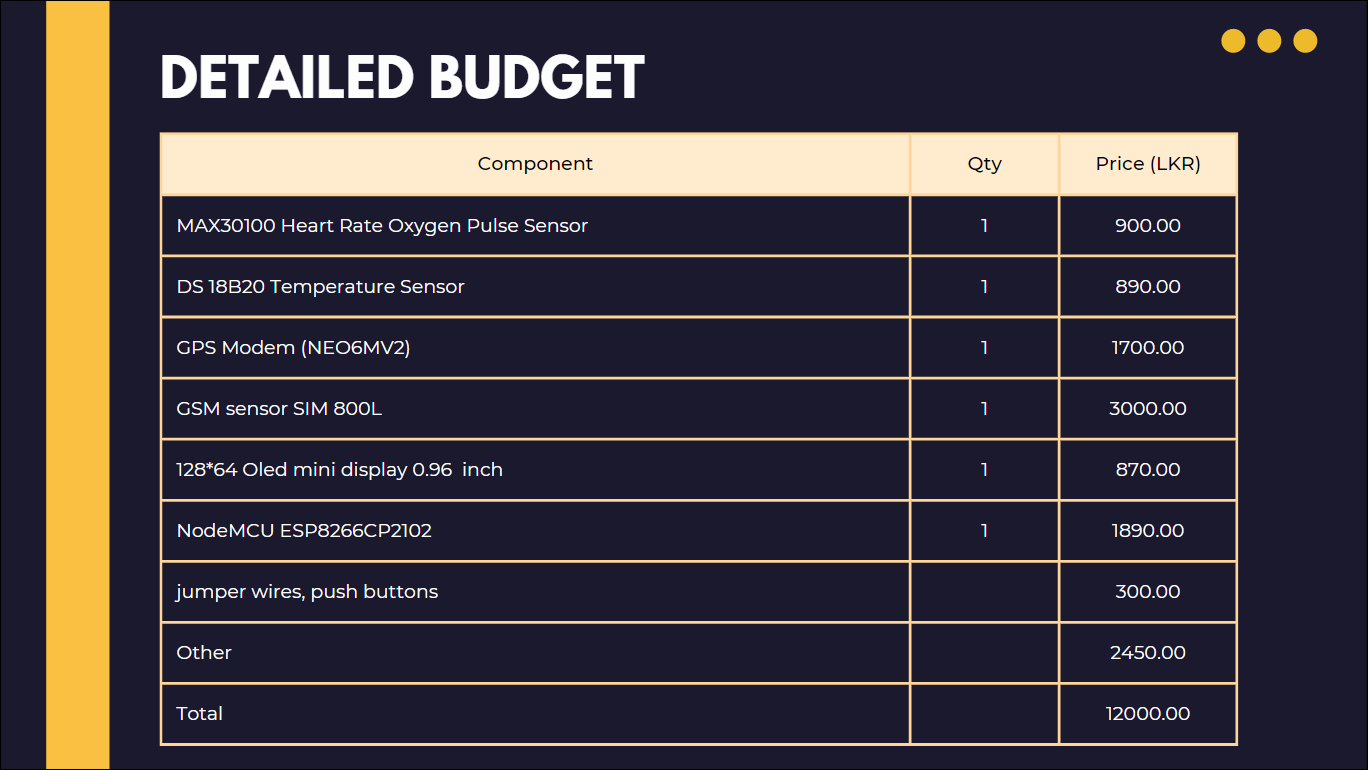 DETAILED BUDGET
Component Qty Price (LKR)
MAX30100 Heart Rate Oxygen Pulse Sensor 1 900.00
DS 18B20 Temperature Sensor 1 890.00
GPS Modem (NEO6MV2) 1 1700.00
GSM sensor SIM 800L 1 3000.00
128*64 Oled mini display 0.96  inch 1 870.00
NodeMCU ESP8266CP2102 1 1890.00
jumper wires, push buttons 300.00
Other 2450.00
Total 12000.00